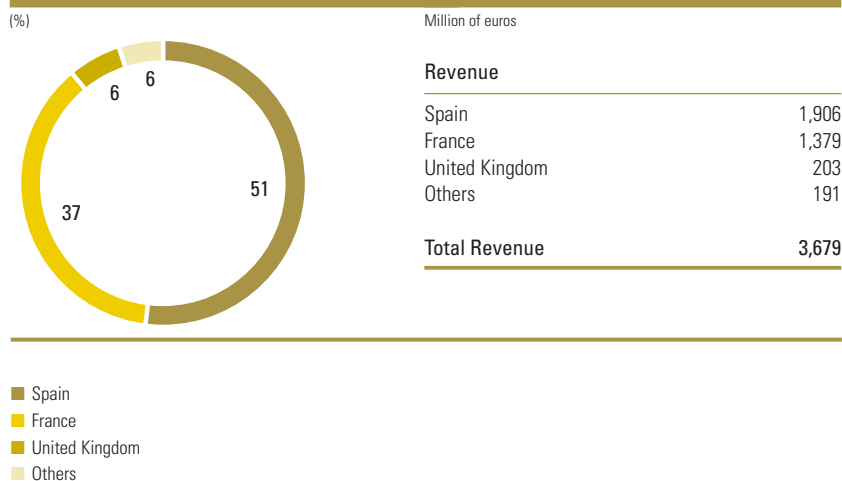 (%)
6
6
51
37
Million of euros
Revenue
Spain 1,906
France 1,379
United Kingdom 203
Others 191
Total Revenue 3,679
Spain
France
United Kingdom
Others